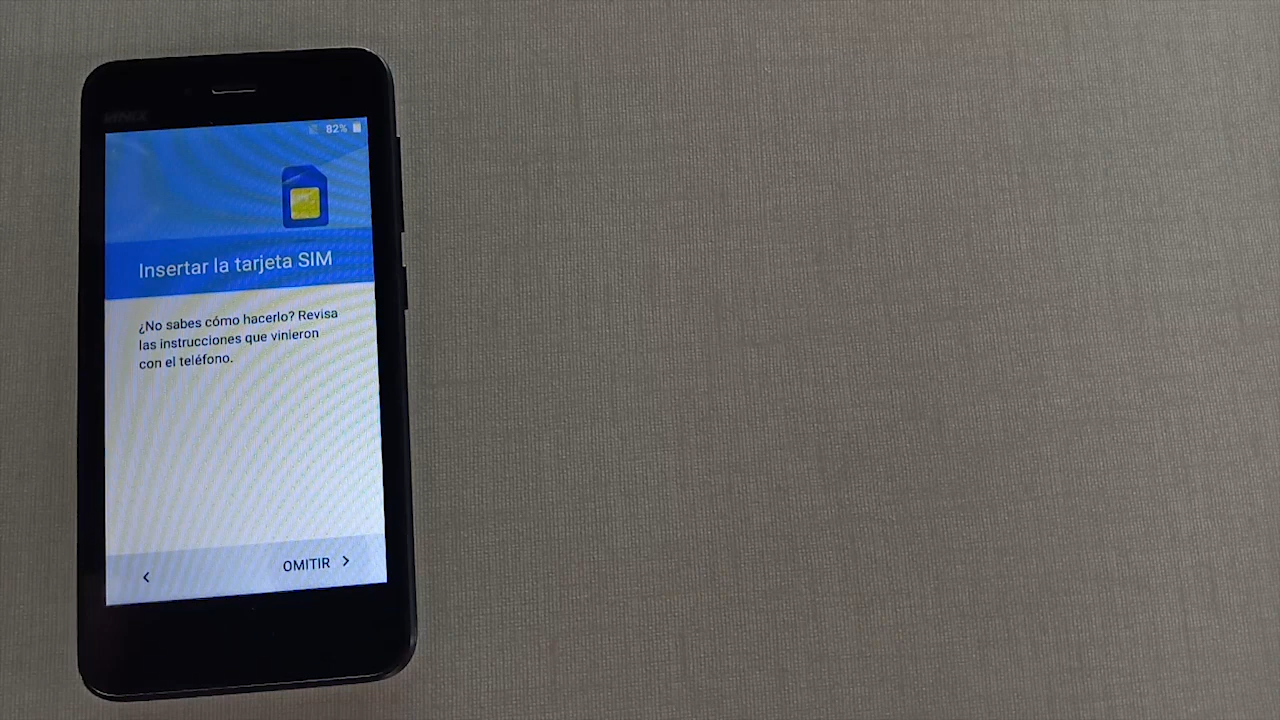 82%
Insertar la tarjeta SIM
¿No sabes cómo hacerlo? Revisa
las instrucciones que vinieron
con el teléfono.
OMITIR